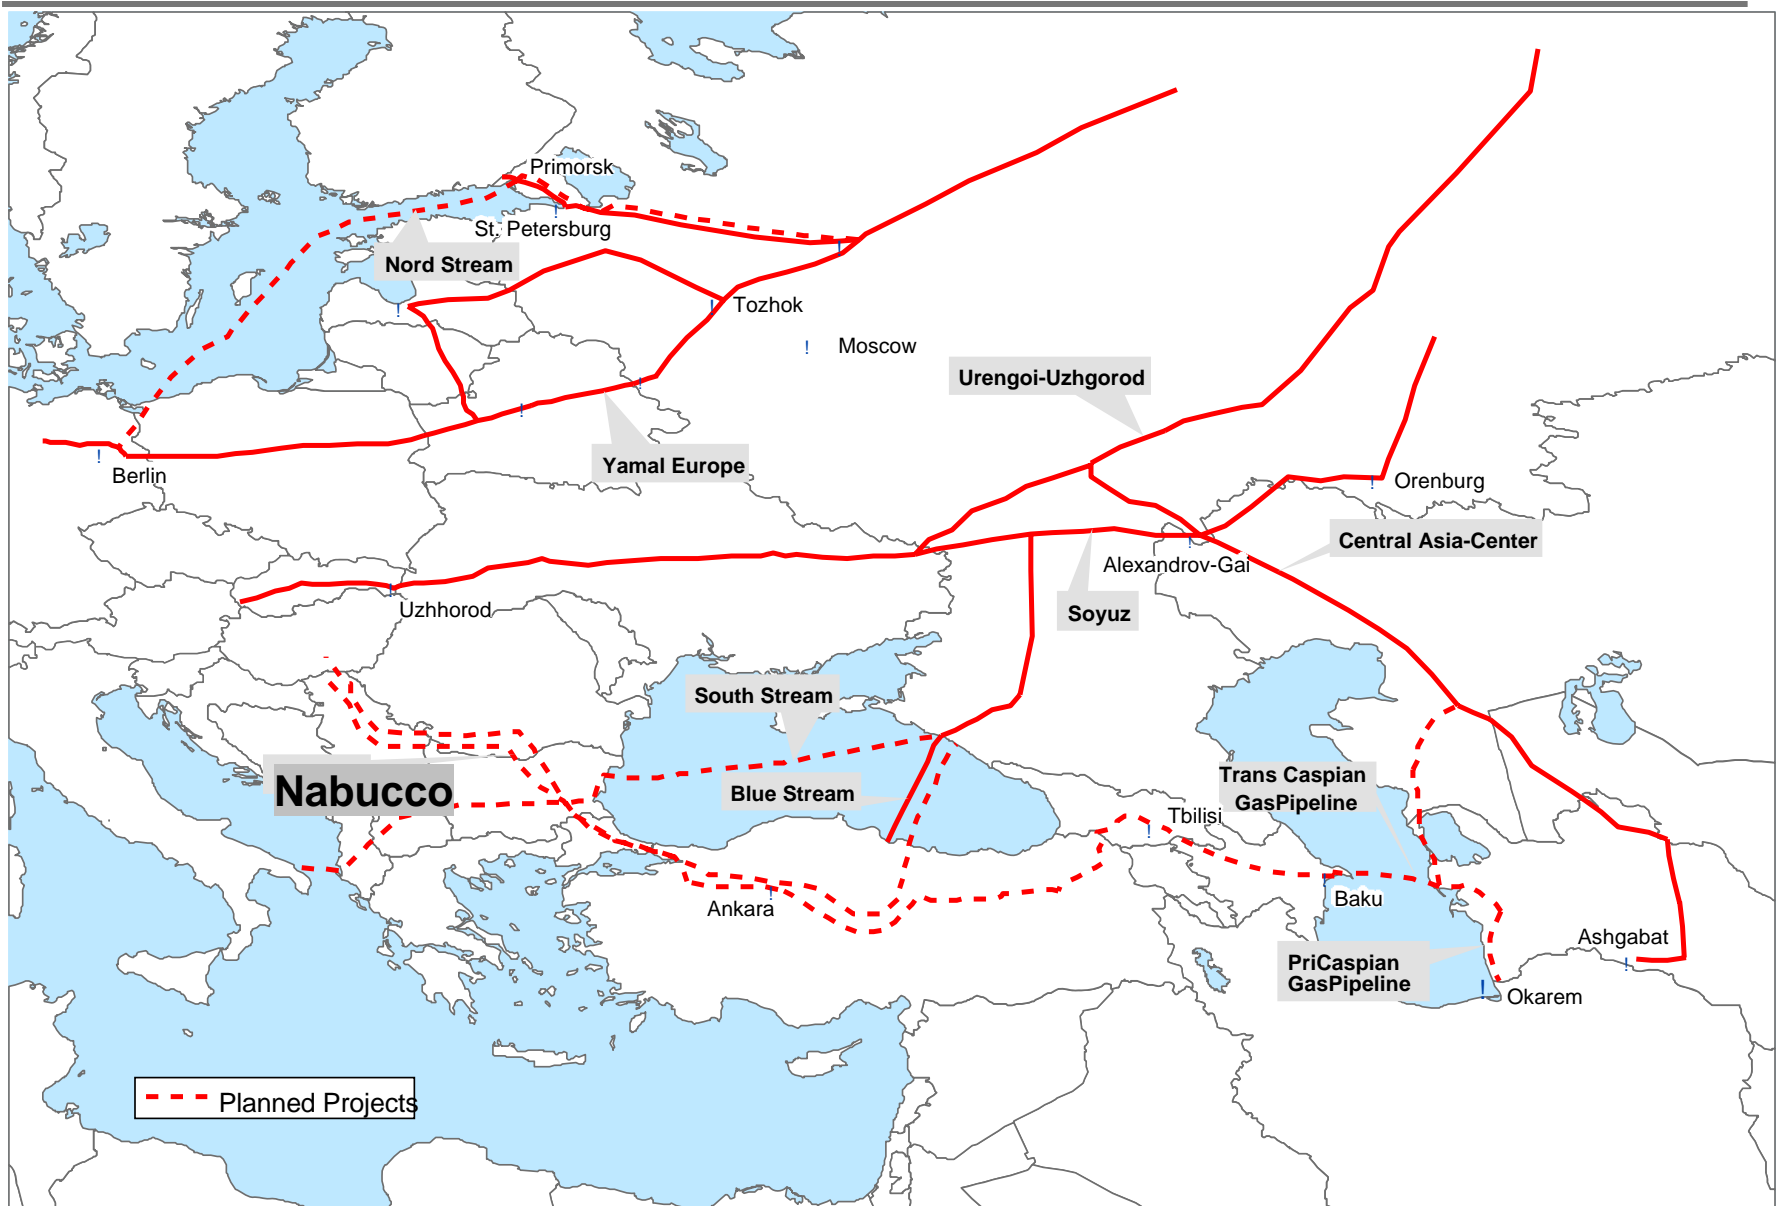 Primorsk
St. Petersburg
Nord Stream
Tozhok
Moscow
Urengoi-Uzhgorod
Yamal Europe
Berlin
Orenburg
Central Asia-Center
Alexandrov-Gai
Uzhhorod
Soyuz
South Stream
Trans Caspian
GasPipeline
Nabucco
Blue Stream
Tbilisi
Ankara
Baku
Ashgabat
PriCaspian
GasPipeline
Okarem
Planned Projects